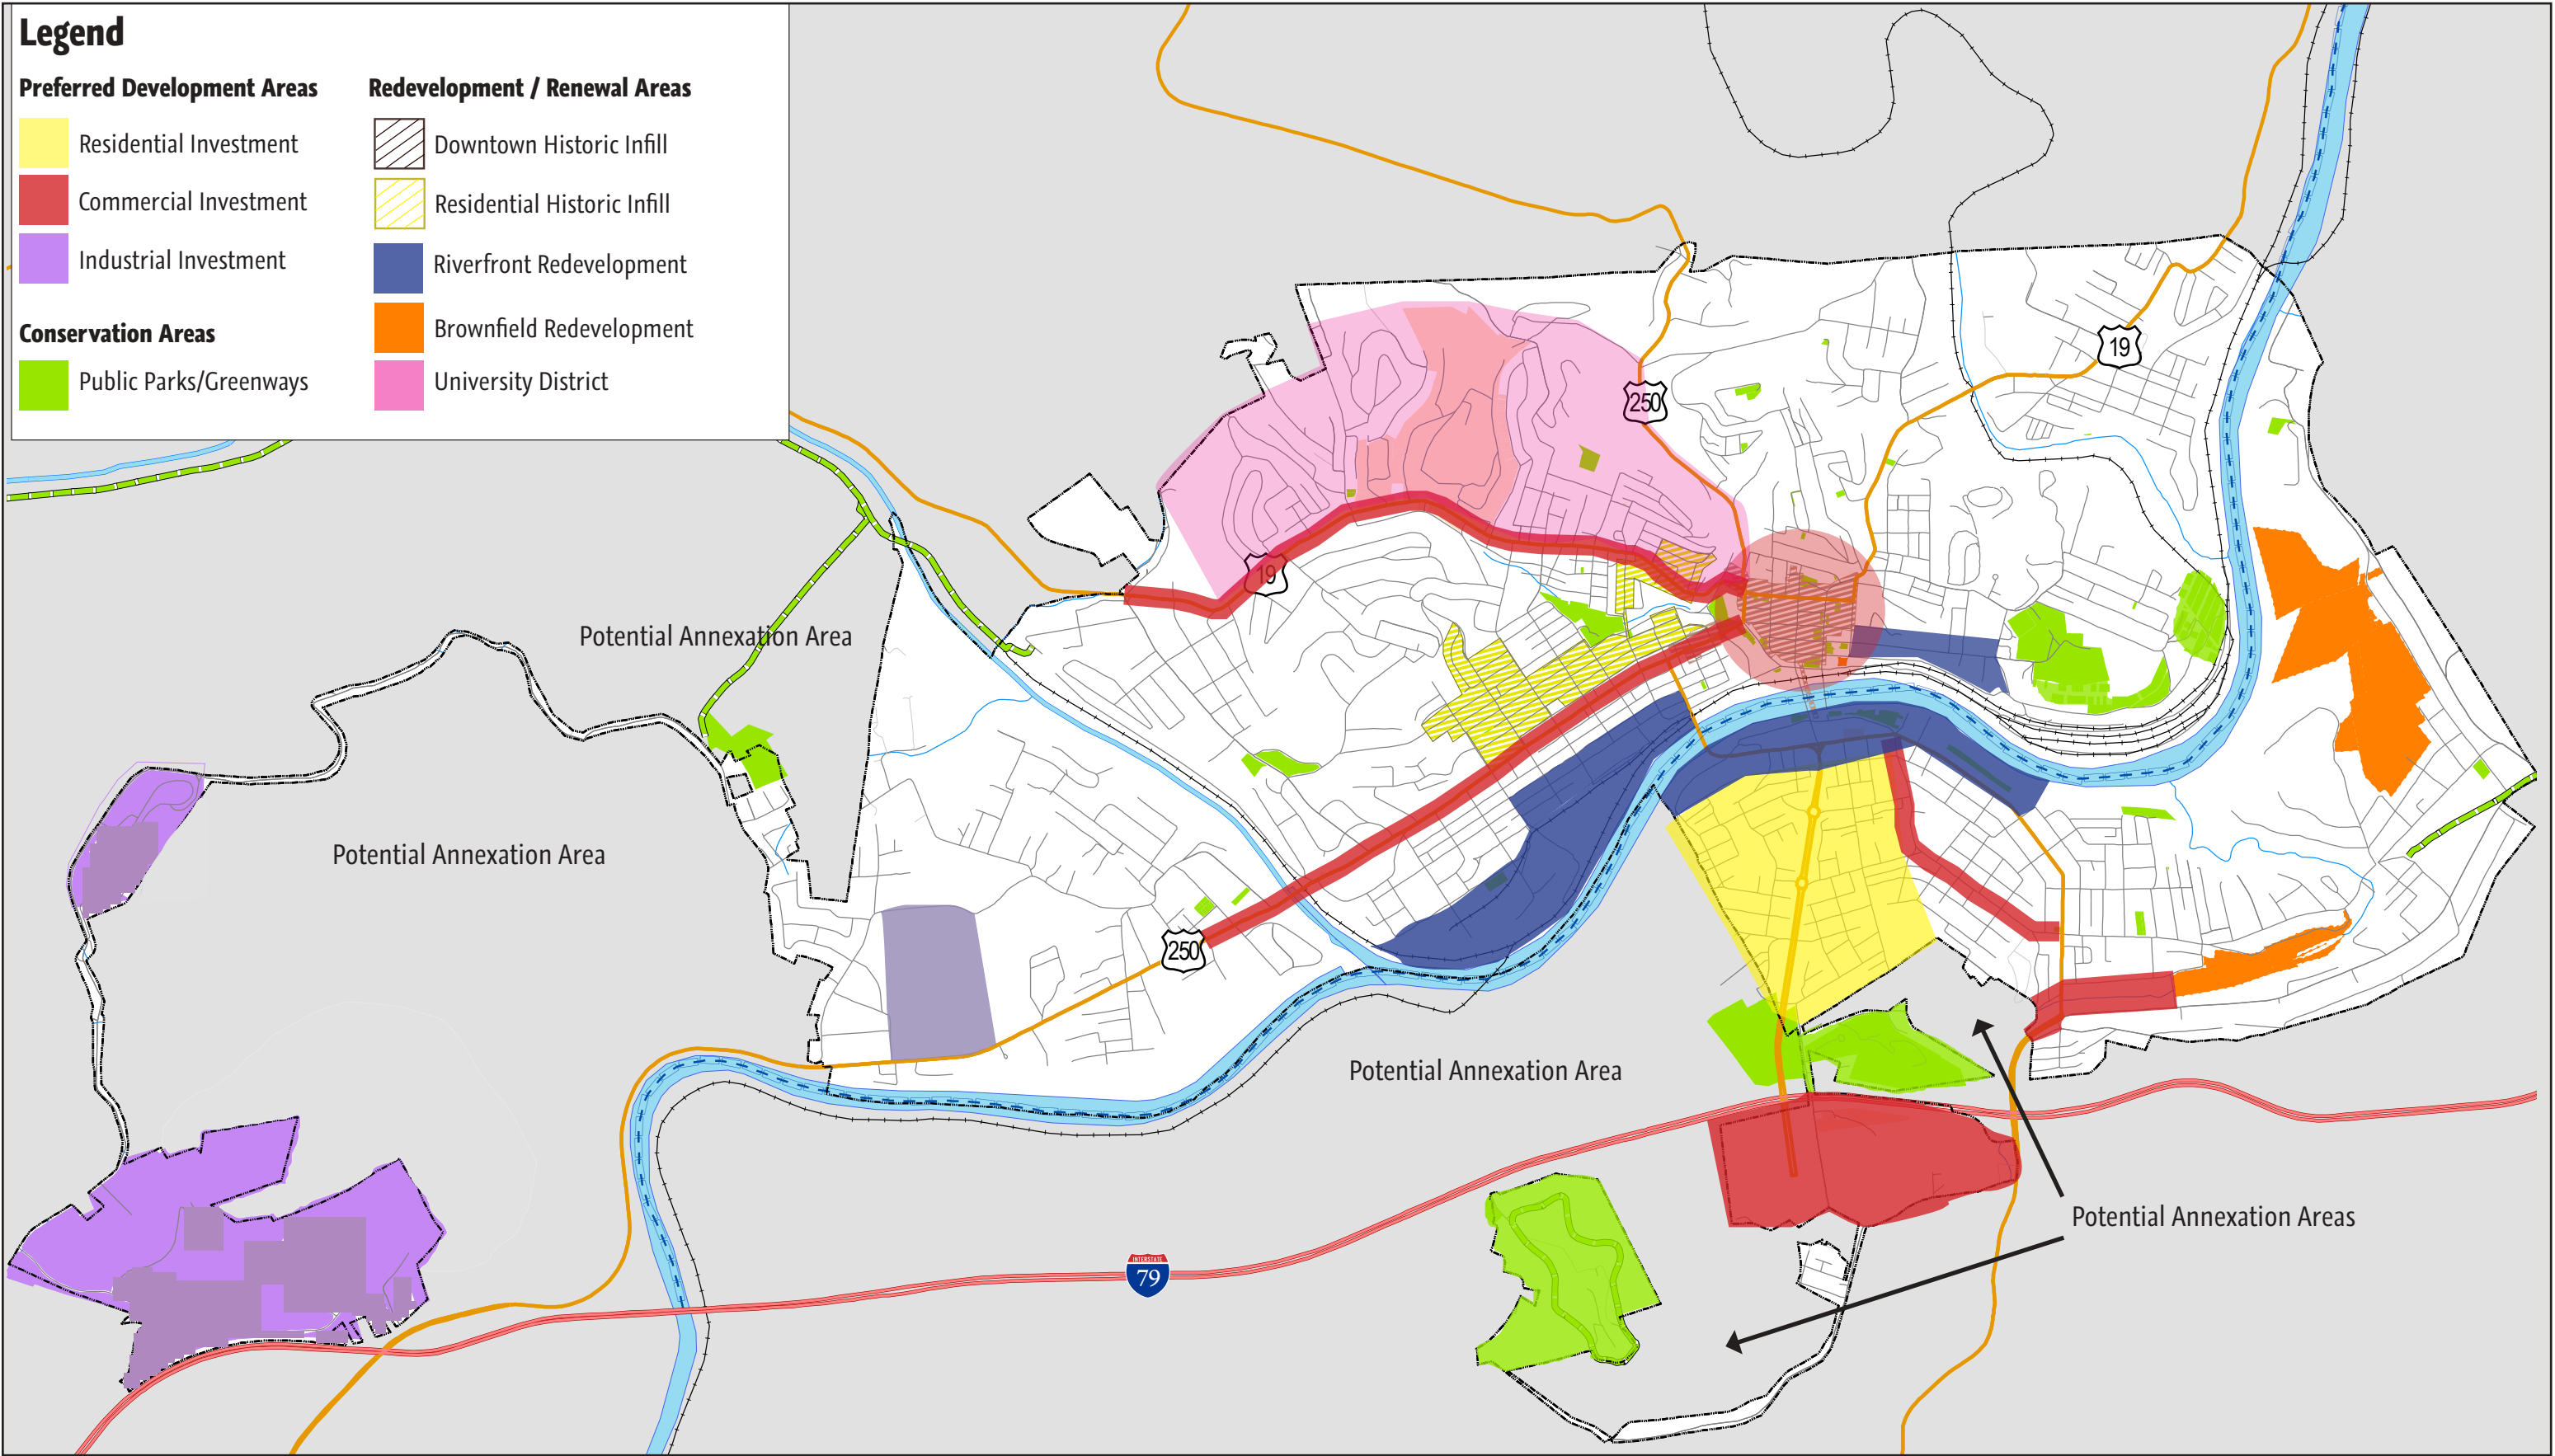 Legend
Preferred Development Areas
Residential Investment
Commercial Investment
Industrial Investment
Conservation Areas
Public Parks/Greenways
Redevelopment / Renewal Areas
Downtown Historic Infill
Residential Historic Infill
Riverfront Redevelopment
Brownfield Redevelopment
University District
19
250
19
Potential Annexation Area
Potential Annexation Area
250
Potential Annexation Area
Potential Annexation Areas
INTERSTATE
79